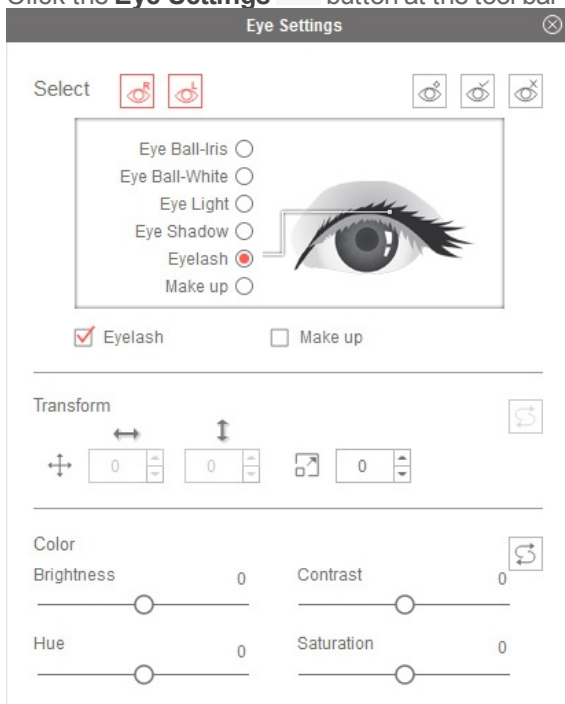 Click the Eye Settings button at the tool bar
Eye Settings
Select R L
Eye Ball-Iris
Eye Ball-White
Eye Light
Eye Shadow
Eyelash
Make up
Eyelash Make up
Transform
0 0 0
Color
Brightness 0 Contrast 0
Hue 0 Saturation 0